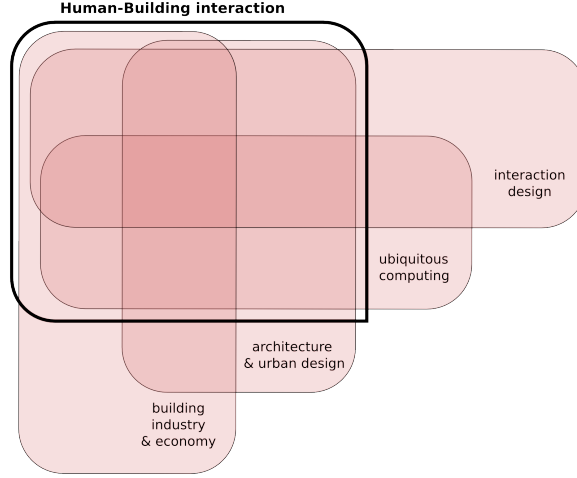 Human-Building interaction
interaction
design
ubiquitous
computing
architecture
& urban design
building
industry
& economy